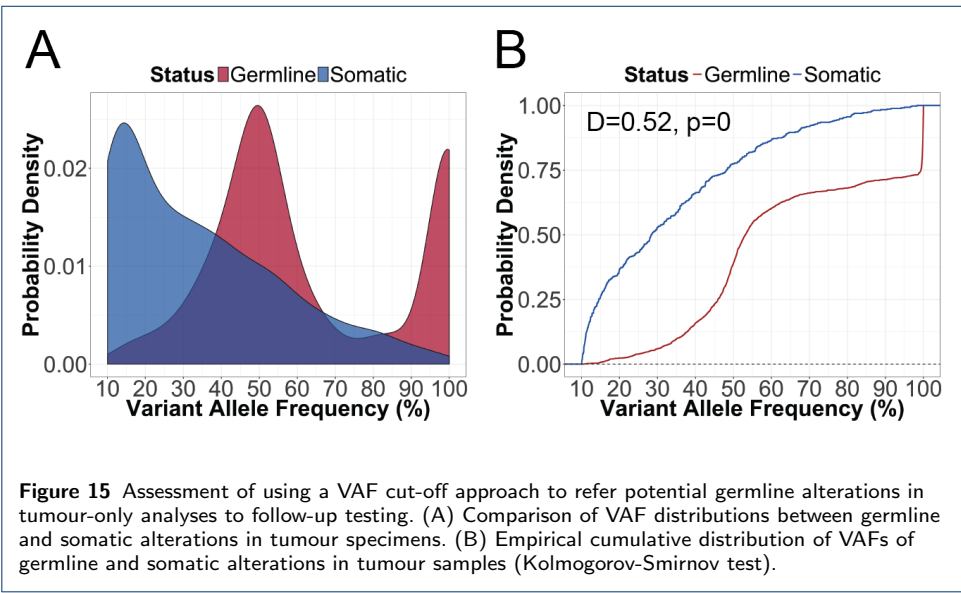 A
B
Status Germline Somatic
Status Germline Somatic
Probability Density
0.02
0.01
0.00
10 20 30 40 50 60 70 80 90 100
Variant Allele Frequency (%)
D=0.52, p=0
Probability Density
1.00
0.75
0.50
0.25
0.00
10 20 30 40 50 60 70 80 90 100
Variant Allele Frequency (%)
Figure 15 Assessment of using a VAF cut-off approach to refer potential germline alterations in
tumour-only analyses to follow-up testing. (A) Comparison of VAF distributions between germline
and somatic alterations in tumour specimens. (B) Empirical cumulative distribution of VAFs of
germline and somatic alterations in tumour samples (Kolmogorov-Smirnov test).